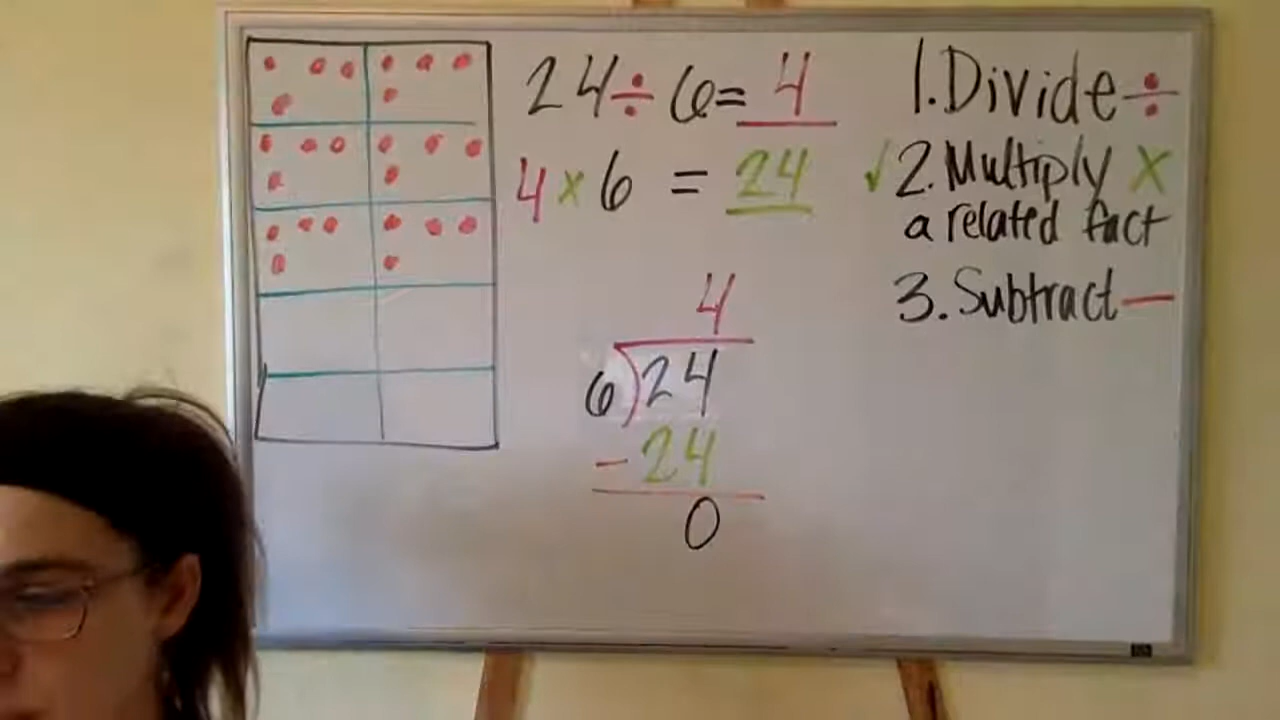 24 ÷ 6 = 4
4 x 6 = 24
4
6)24
- 24
0
1. Divide ÷
✓ 2. Multiply x
a related fact
3. Subtract —